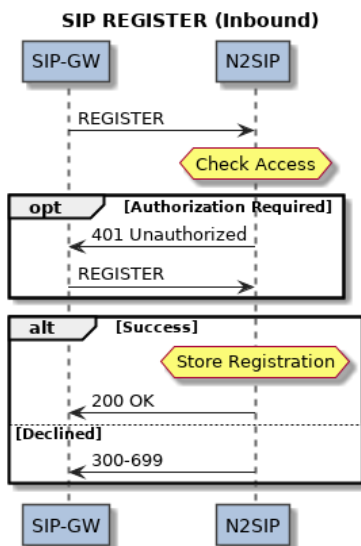 SIP REGISTER (Inbound)
SIP-GW N2SIP
REGISTER
Check Access
opt [Authorization Required]
401 Unauthorized
REGISTER
alt [Success]
Store Registration
200 OK
[Declined]
300-699
SIP-GW N2SIP